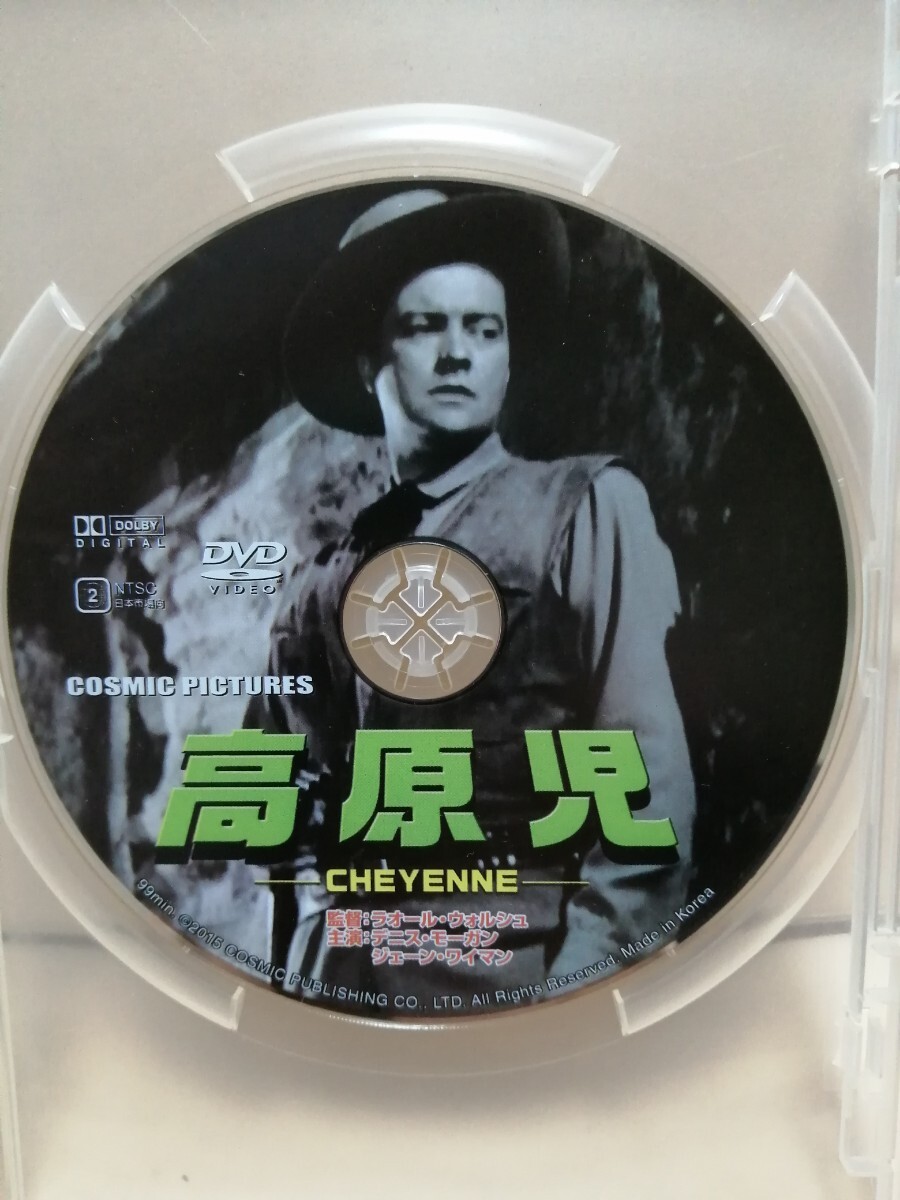 DOLBY
DIGITAL
DVD
VIDEO
2
NTSC
日本市場向
COSMIC PICTURES
高原児
CHEYENNE
監督:ラオール・ウォルシュ
主演:デニス・モーガン
ジェーン・ワイマン
99min. ©2015 COSMIC PUBLISHING CO., LTD. All Rights Reserved. Made in Korea